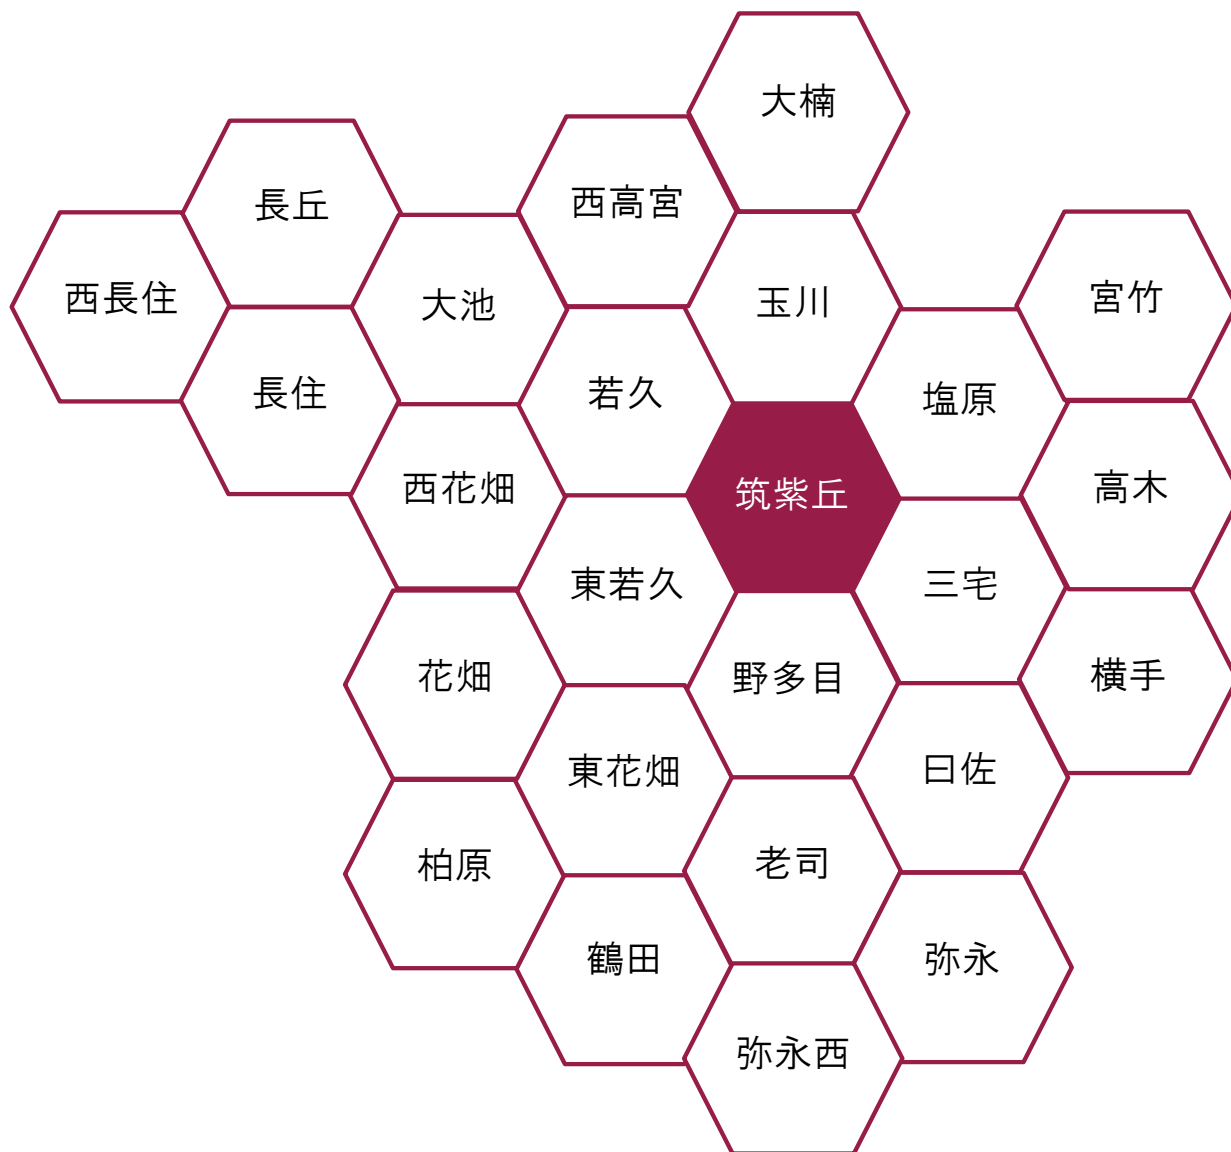 大楠
西高宮
長丘
西長住
大池
玉川
宮竹
長住
若久
塩原
西花畑
筑紫丘
高木
東若久
三宅
花畑
野多目
横手
東花畑
曰佐
柏原
老司
鶴田
弥永
弥永西